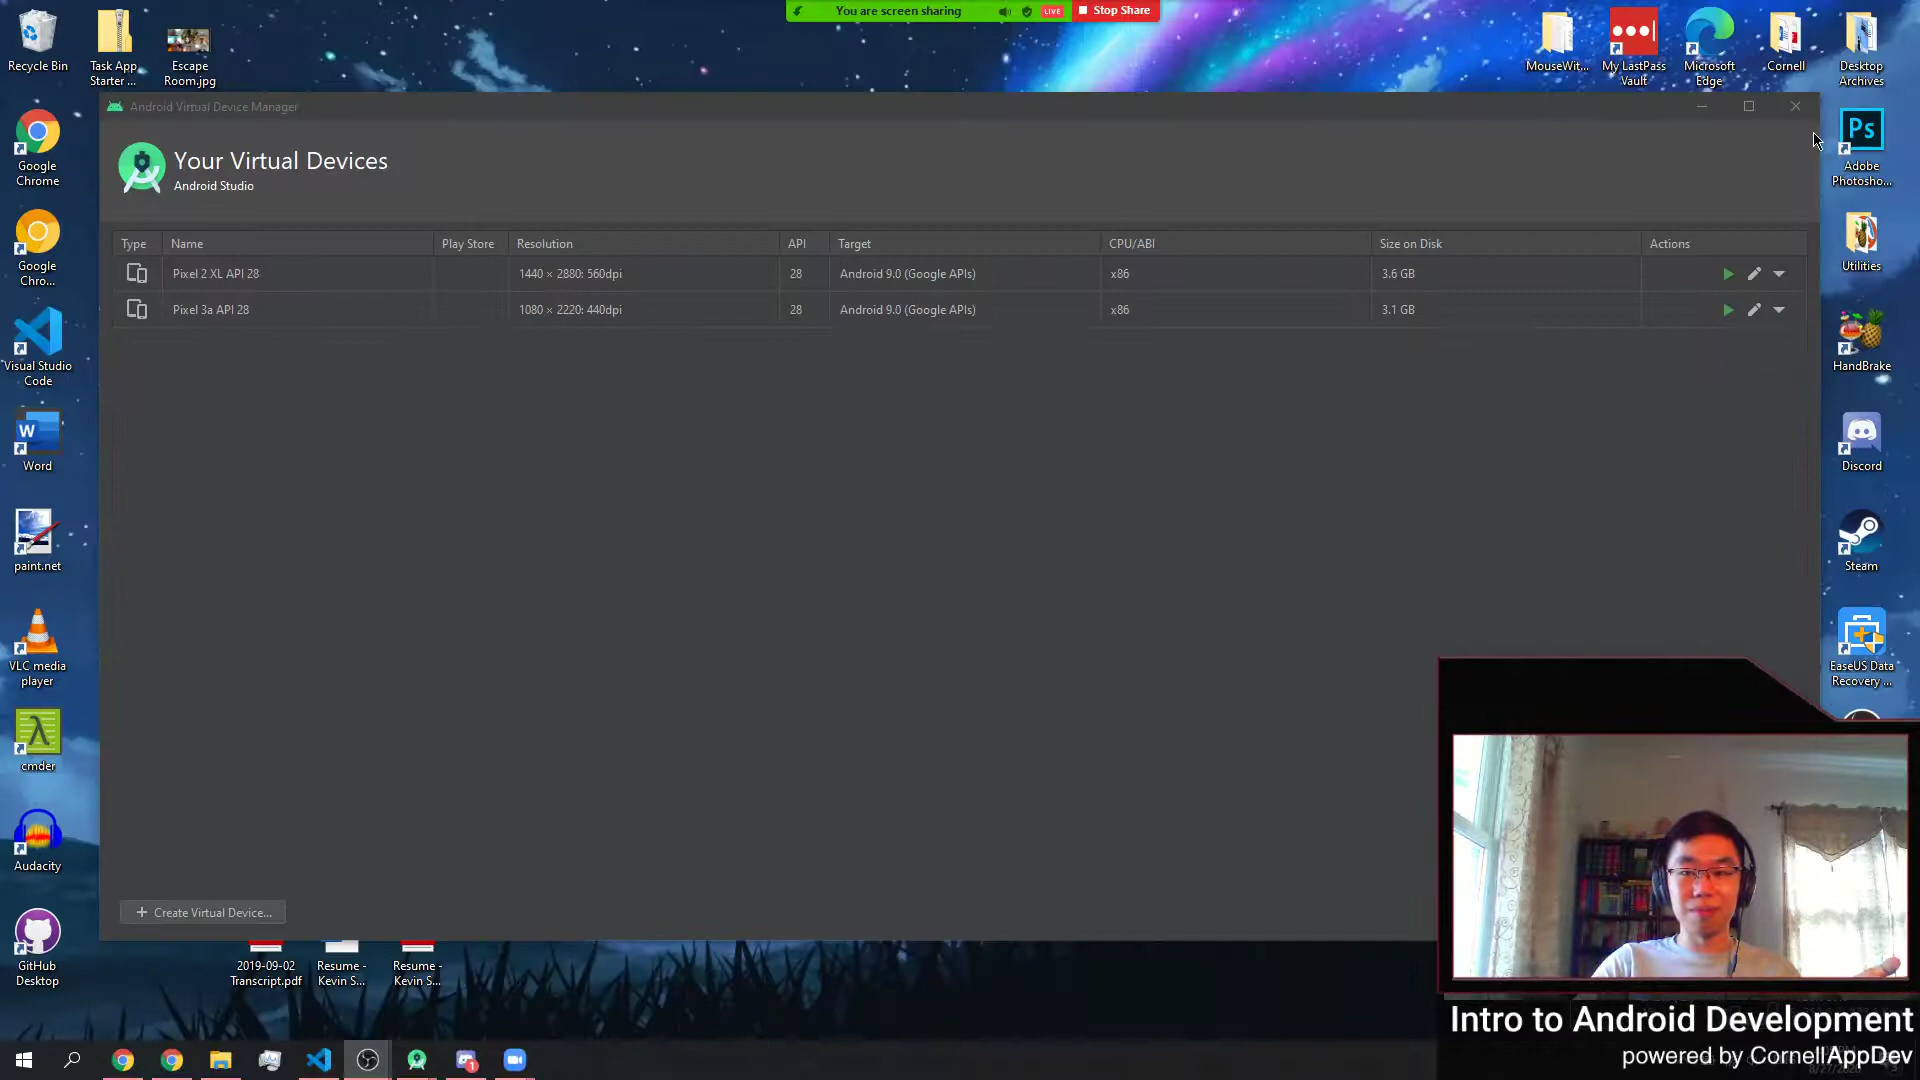 You are screen sharing
LIVE
Stop Share
Recycle Bin
Task App
Starter ...
Escape
Room.jpg
MouseWit...
My LastPass
Vault
Microsoft
Edge
Cornell
Desktop
Archives
Android Virtual Device Manager
Your Virtual Devices
Android Studio
Type
Name
Play Store
Resolution
API
Target
CPU/ABI
Size on Disk
Actions
Pixel 2 XL API 28
1440 × 2880: 560dpi
28
Android 9.0 (Google APIs)
x86
3.6 GB
Pixel 3a API 28
1080 × 2220: 440dpi
28
Android 9.0 (Google APIs)
x86
3.1 GB
+ Create Virtual Device...
Google
Chrome
Google
Chro...
Visual Studio
Code
W
Word
paint.net
VLC media
player
cmder
Audacity
GitHub
Desktop
Ps
Adobe
Photosho...
Utilities
HandBrake
Discord
Steam
EaseUS Data
Recovery ...
2019-09-02
Transcript.pdf
Resume -
Kevin S...
Resume -
Kevin S...
1
Intro to Android Development
powered by CornellAppDev